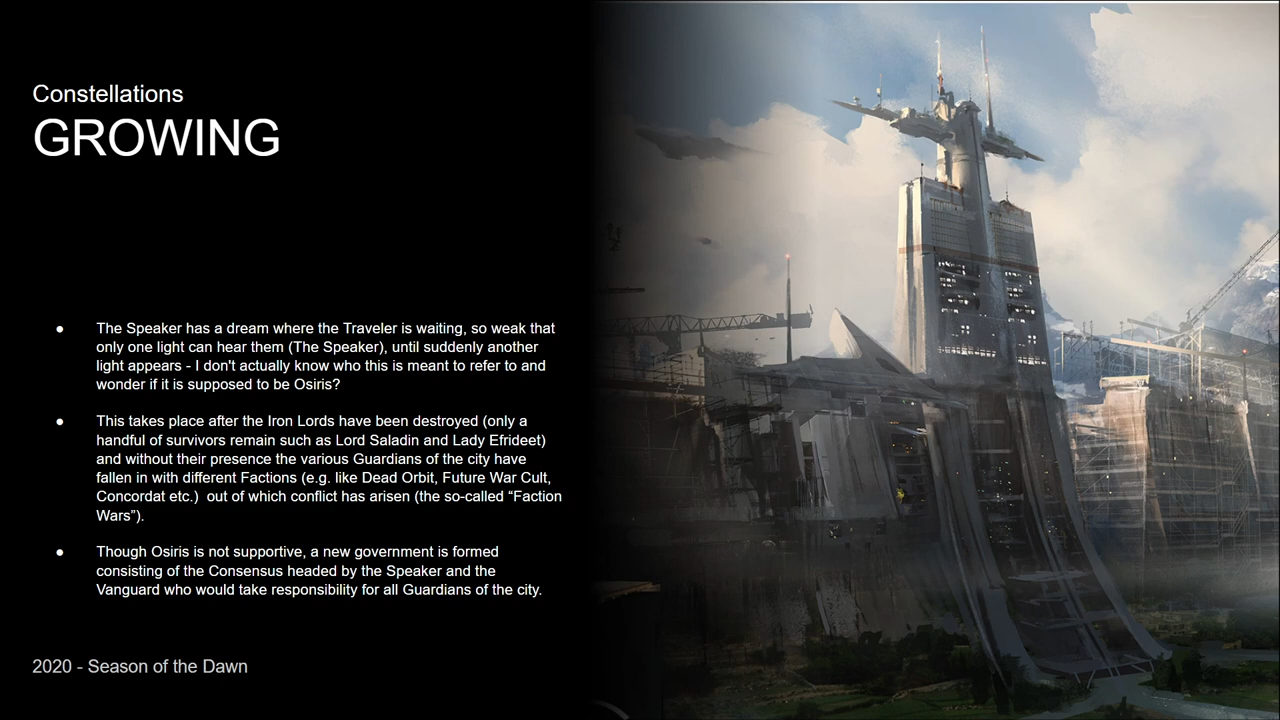 Constellations
GROWING
● The Speaker has a dream where the Traveler is waiting, so weak that
only one light can hear them (The Speaker), until suddenly another
light appears - I don't actually know who this is meant to refer to and
wonder if it is supposed to be Osiris?
● This takes place after the Iron Lords have been destroyed (only a
handful of survivors remain such as Lord Saladin and Lady Efrideet)
and without their presence the various Guardians of the city have
fallen in with different Factions (e.g. like Dead Orbit, Future War Cult,
Concordat etc.)  out of which conflict has arisen (the so-called “Faction
Wars”).
● Though Osiris is not supportive, a new government is formed
consisting of the Consensus headed by the Speaker and the
Vanguard who would take responsibility for all Guardians of the city.
2020 - Season of the Dawn